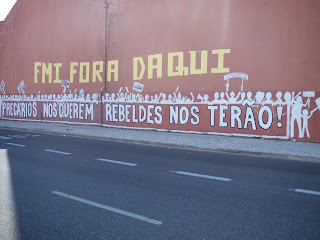 FMI FORA DAQUI
PRECÁRIOS NOS QUEREM REBELDES NOS TERÃO!